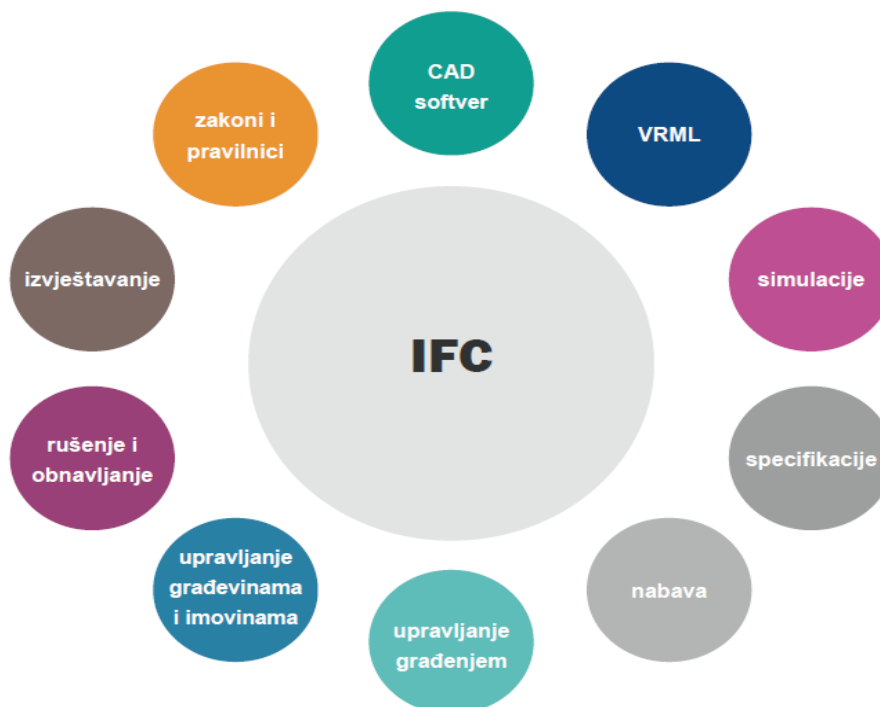 CAD
softver
VRML
simulacije
specifikacije
nabava
upravljanje
građenjem
upravljanje
građevinama
i imovinama
rušenje i
obnavljanje
izvještavanje
zakoni i
pravilnici
IFC